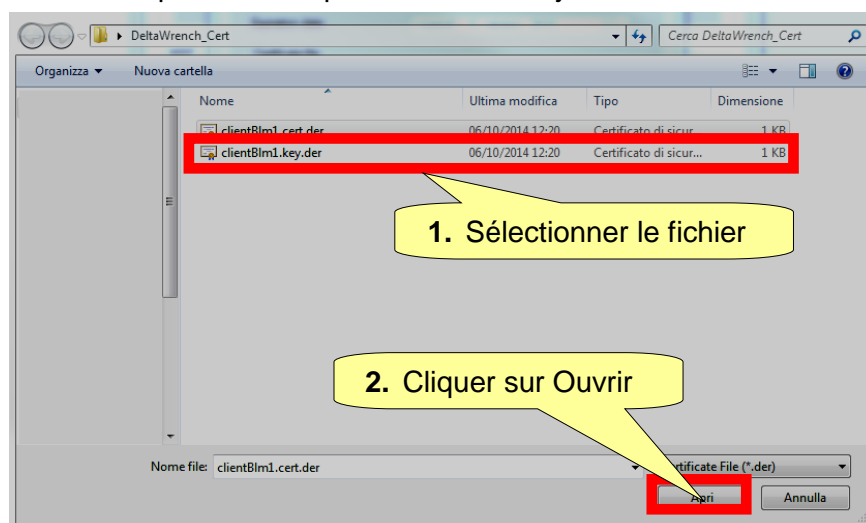 DeltaWrench_Cert
Cerca DeltaWrench_Cert
Organizza
Nuova cartella
Nome Ultima modifica Tipo Dimensione
clientBlm1.cert.der 06/10/2014 12:20 Certificato di sicur... 1 KB
clientBlm1.key.der 06/10/2014 12:20 Certificato di sicur... 1 KB
1. Sélectionner le fichier
2. Cliquer sur Ouvrir
Nome file: clientBlm1.cert.der
Certificate File (*.der)
Apri Annulla